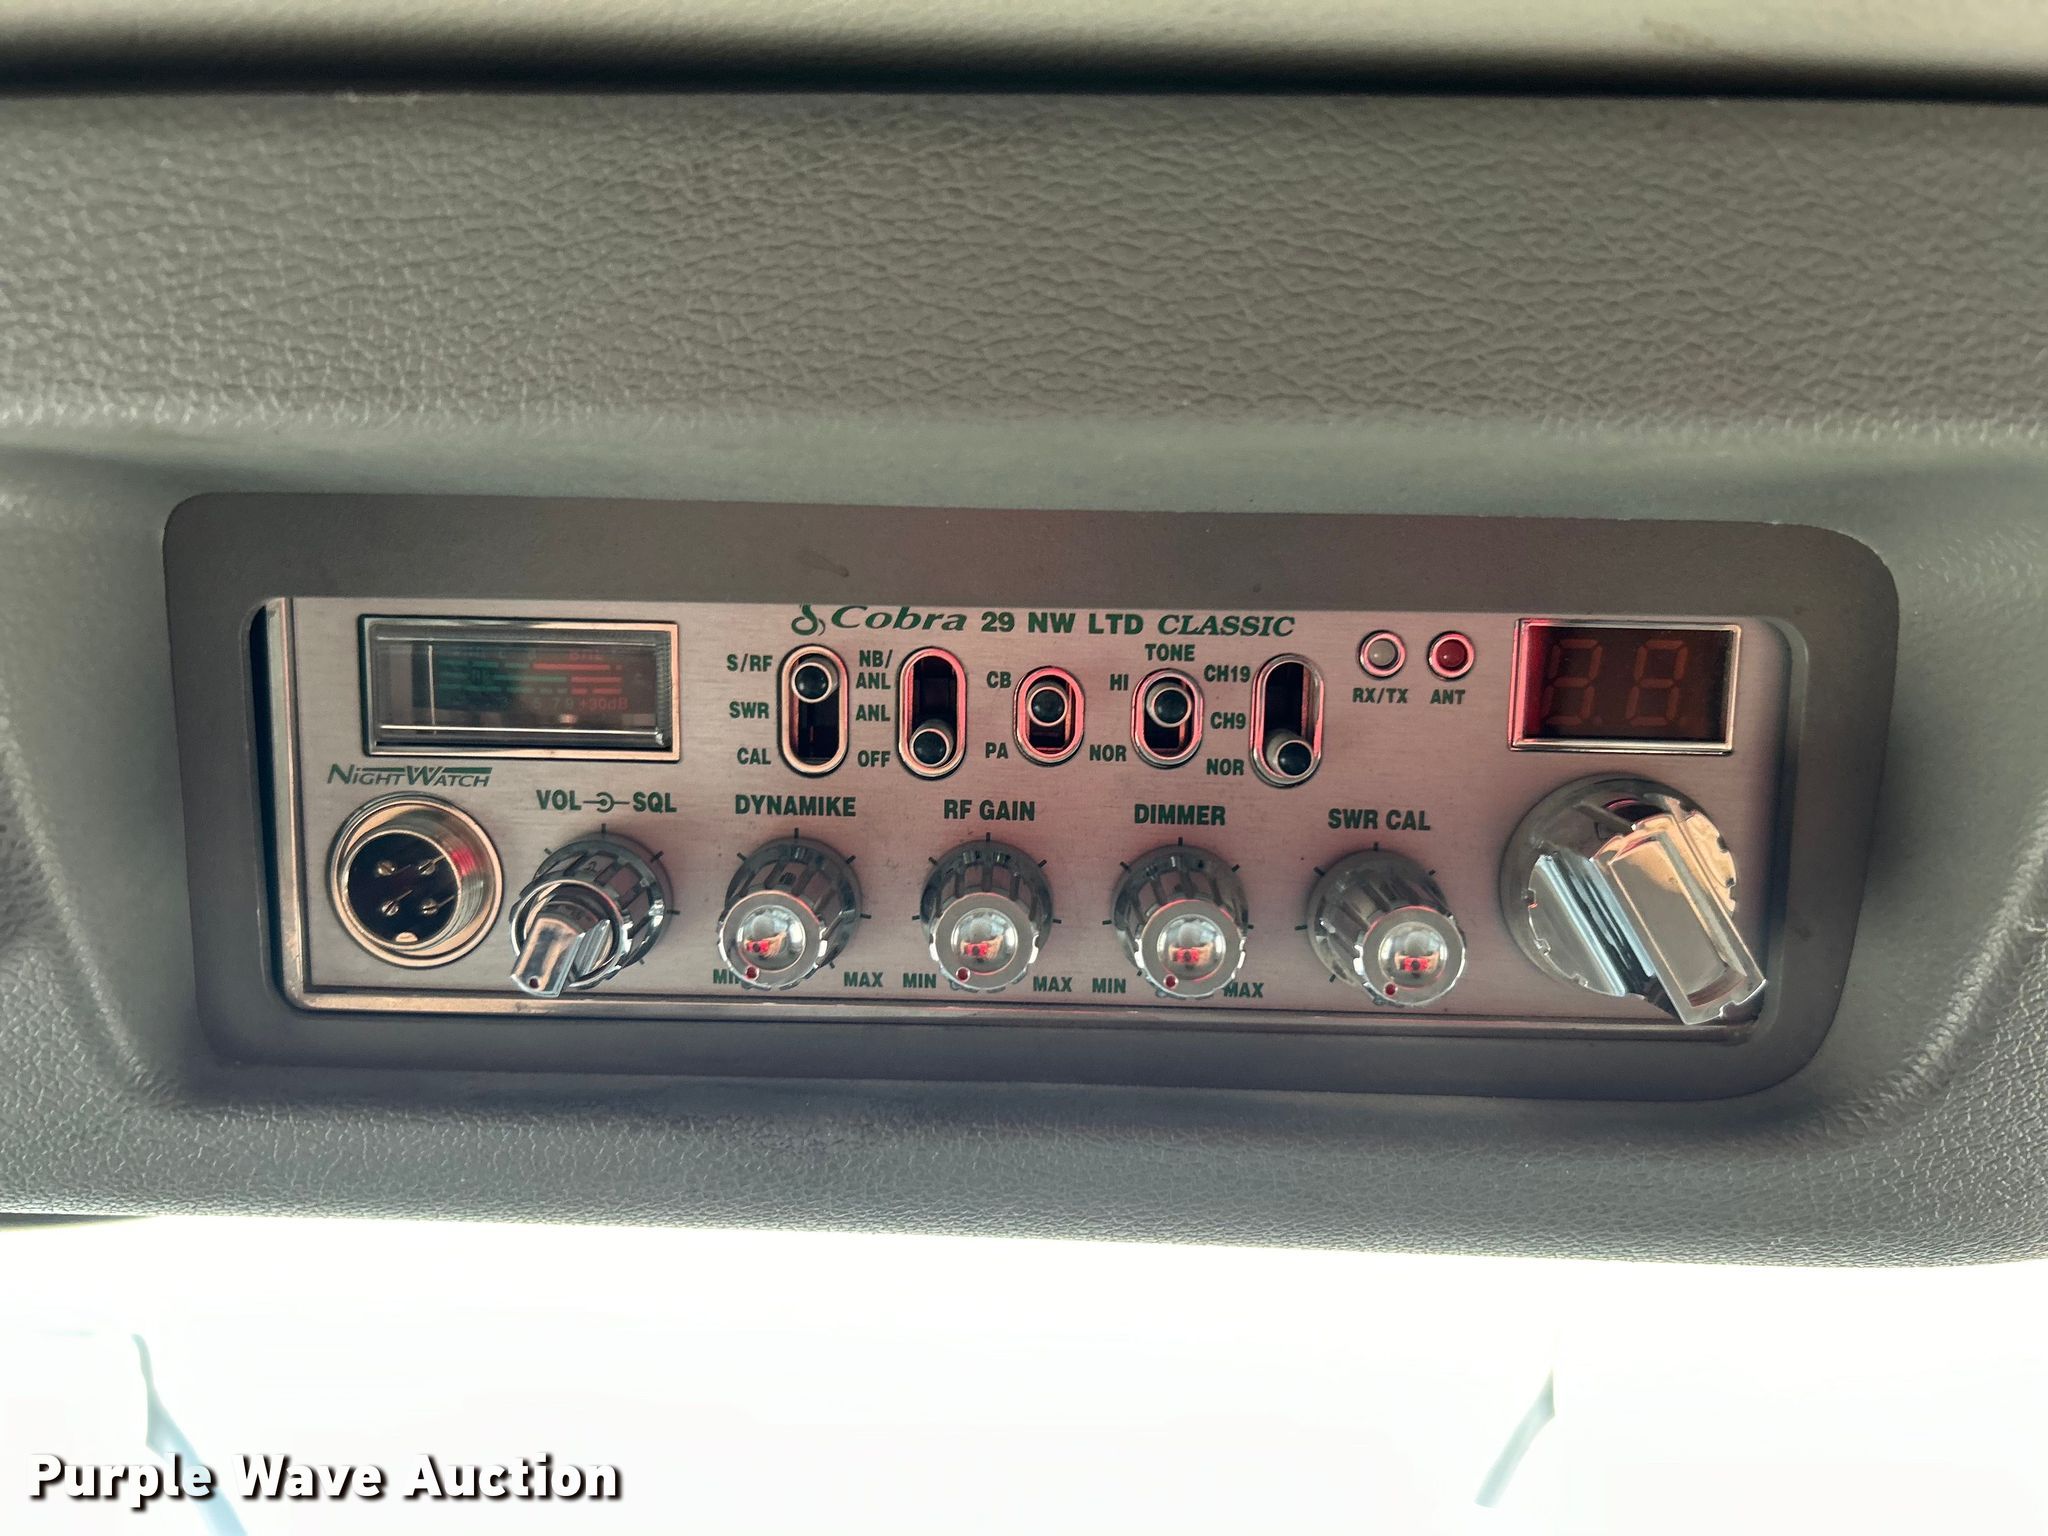 Cobra 29 NW LTD CLASSIC
S/RF
SWR
CAL
NB/
ANL
ANL
OFF
CB
PA
TONE
HI
NOR
CH19
CH9
NOR
RX/TX
ANT
+30dB
NIGHTWATCH
VOL SQL
DYNAMIKE
RF GAIN
DIMMER
SWR CAL
MAX
MIN
MAX
MIN
MAX
Purple Wave Auction